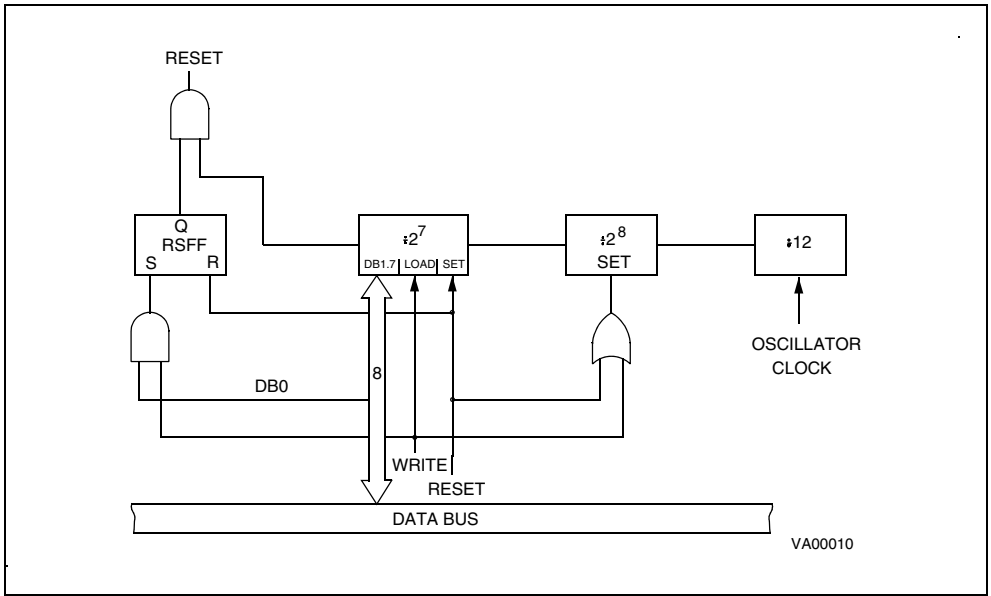 RESET
Q
RSFF
S R
÷2^7
DB1.7 LOAD SET
÷2^8
SET
÷12
OSCILLATOR
CLOCK
8
DB0
WRITE
RESET
DATA BUS
VA00010